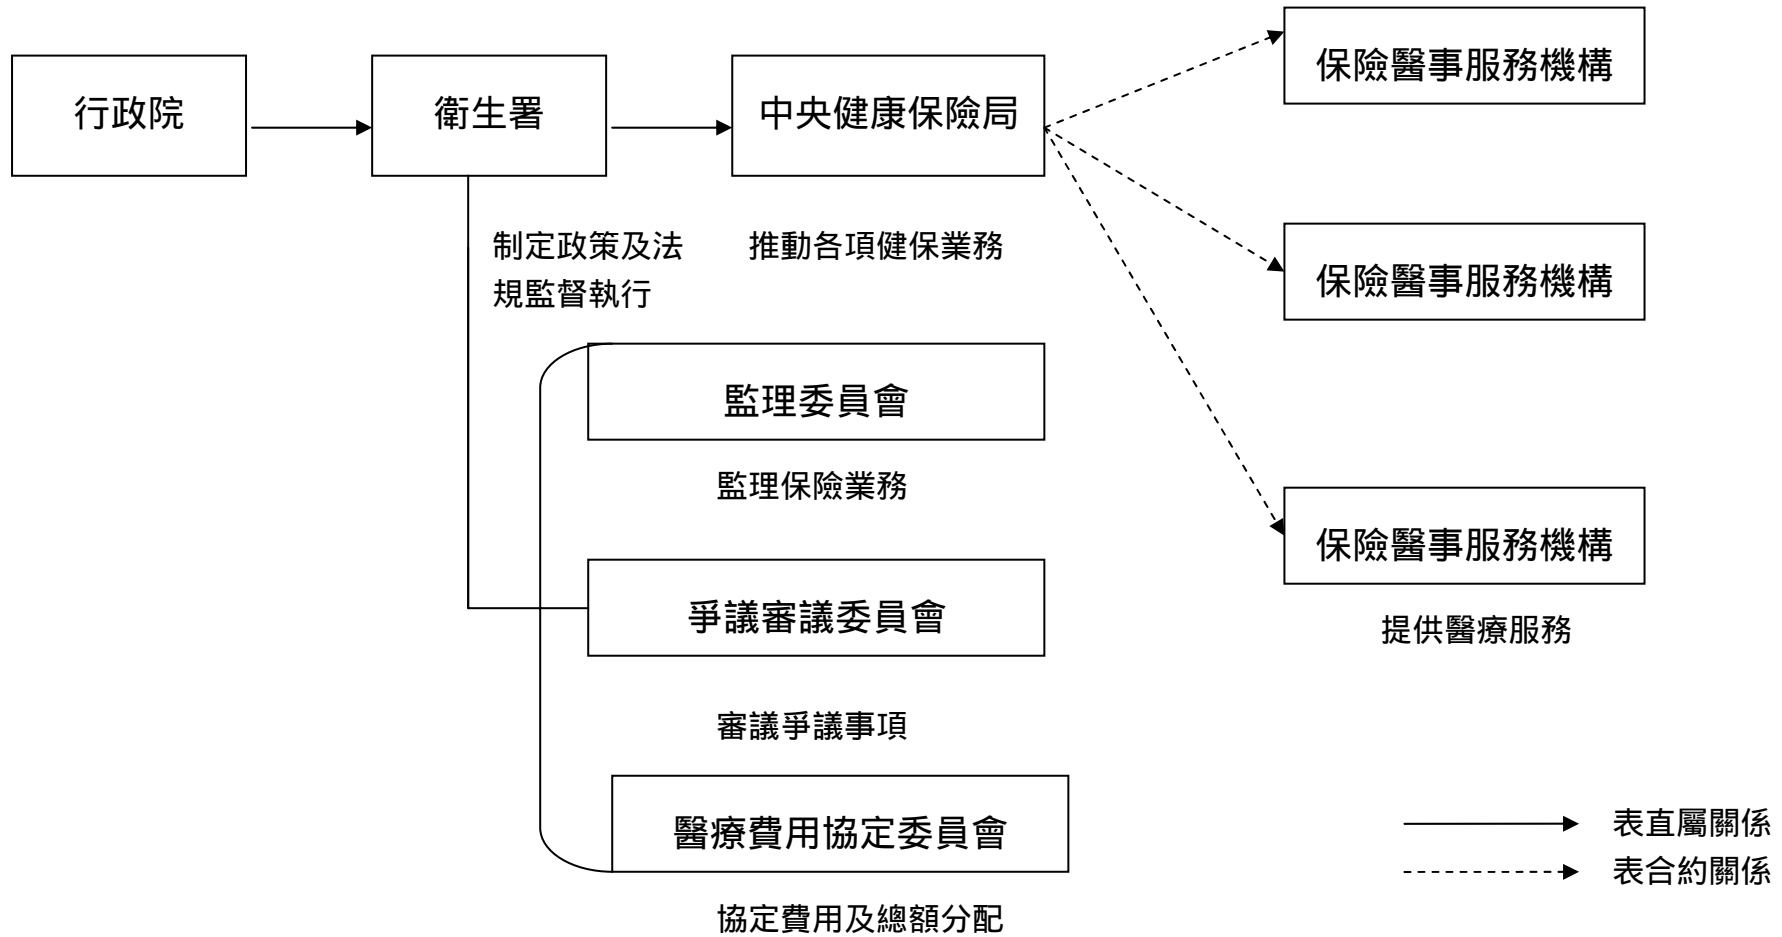 行政院
衛生署
中央健康保險局
保險醫事服務機構
制定政策及法
規監督執行
推動各項健保業務
保險醫事服務機構
監理委員會
監理保險業務
保險醫事服務機構
爭議審議委員會
提供醫療服務
審議爭議事項
醫療費用協定委員會
協定費用及總額分配
表直屬關係
表合約關係